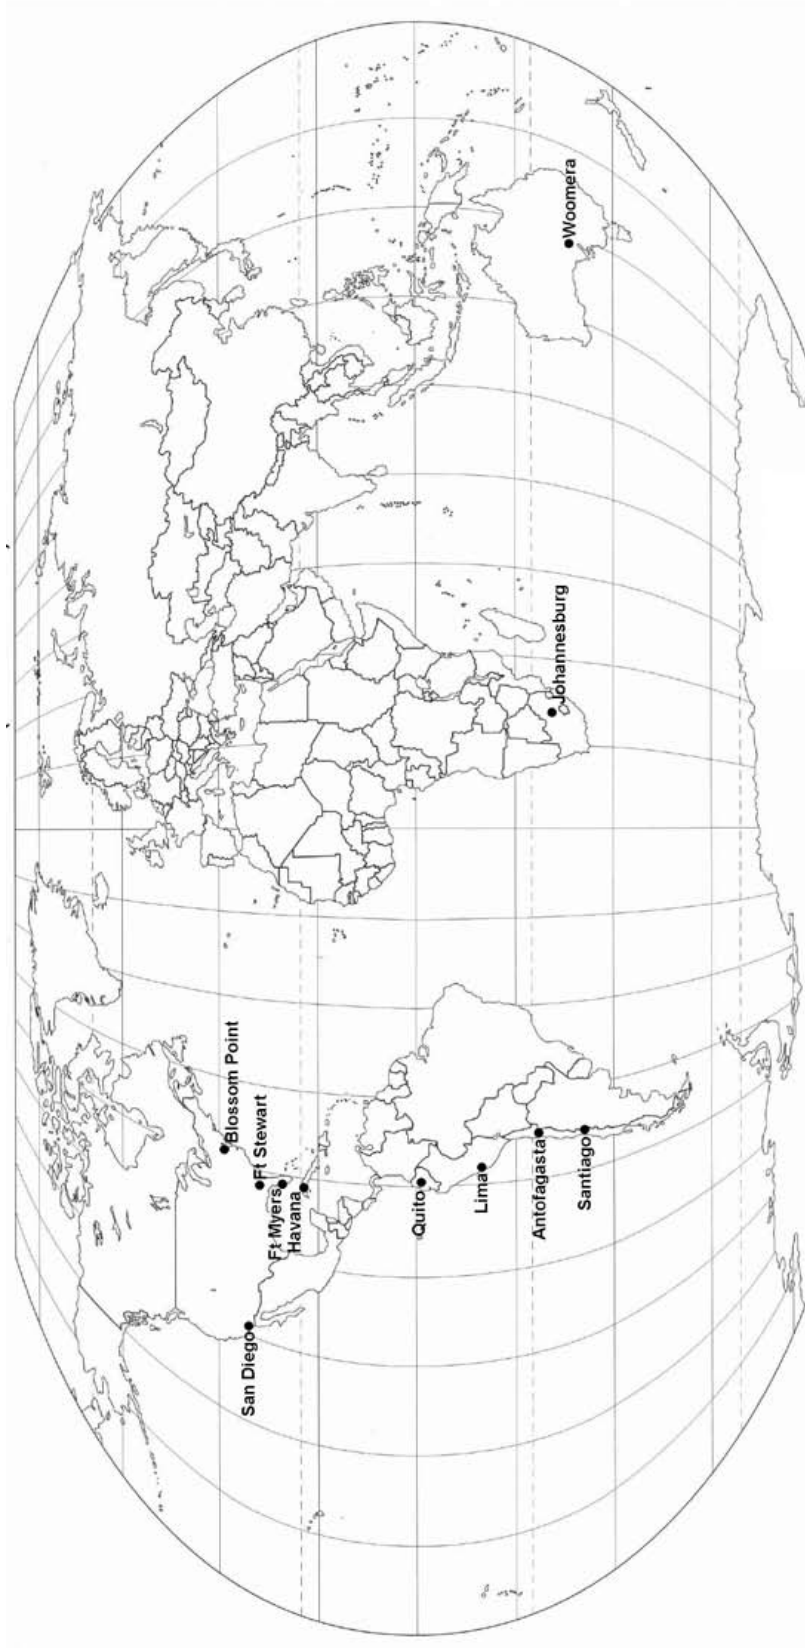 Blossom Point
Ft Stewart
Ft Myers
Havana
San Diego
Quito
Lima
Antofagasta
Santiago
Johannesburg
Woomera